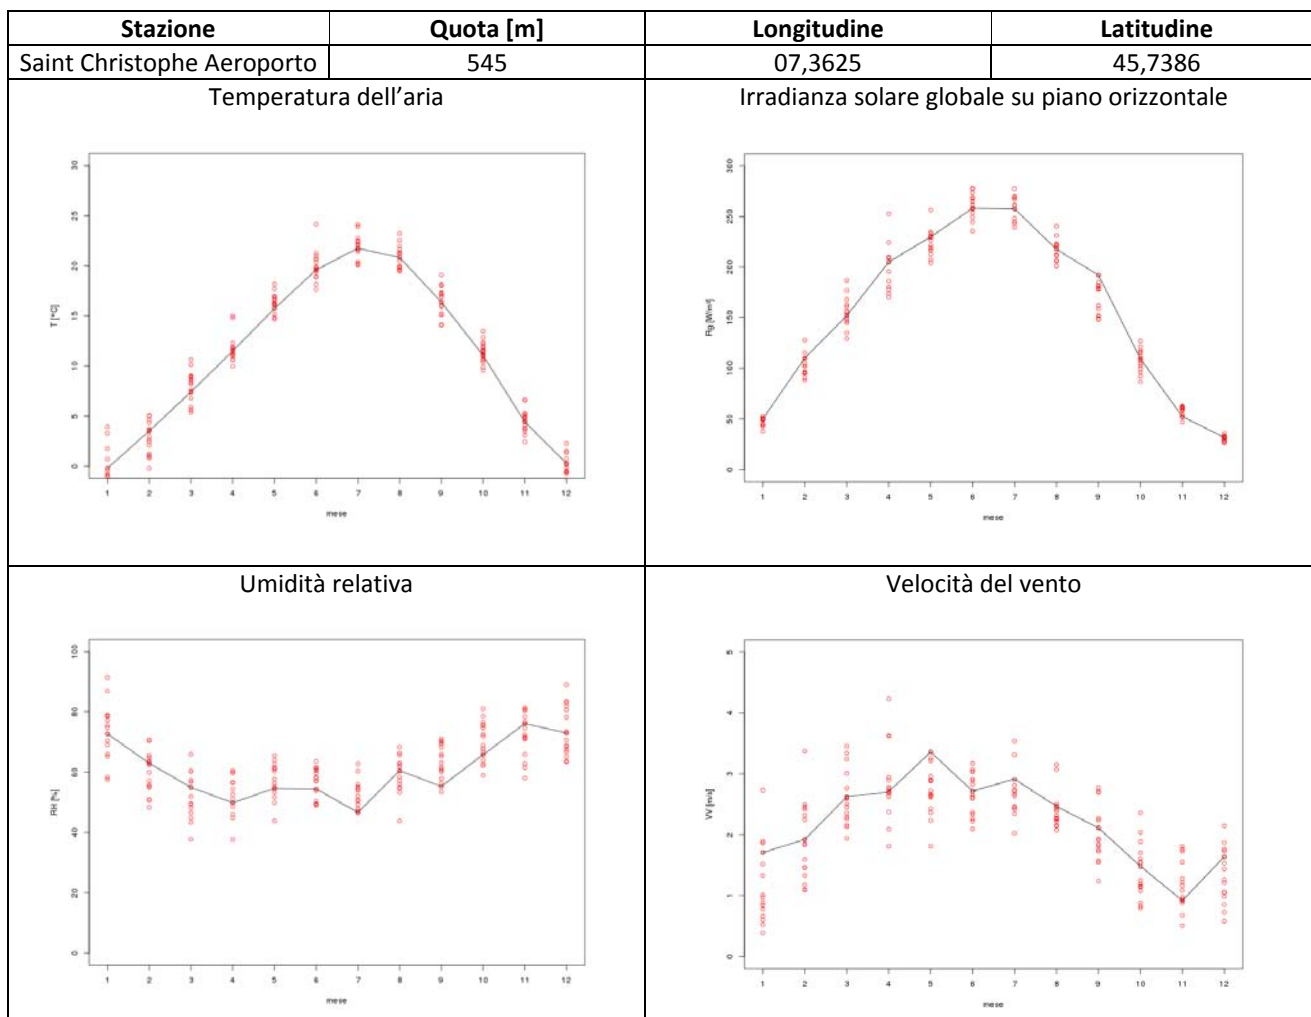 Stazione Quota [m] Longitudine Latitudine
Saint Christophe Aeroporto 545 07,3625 45,7386
Temperatura dell’aria Irradianza solare globale su piano orizzontale
T [°C]
30
25
20
15
10
5
0
1 2 3 4 5 6 7 8 9 10 11 12
mese
Rg [W/m²]
300
250
200
150
100
50
0
1 2 3 4 5 6 7 8 9 10 11 12
mese
Umidità relativa Velocità del vento
RH [%]
100
80
60
40
20
0
1 2 3 4 5 6 7 8 9 10 11 12
mese
VV [m/s]
5
4
3
2
1
0
1 2 3 4 5 6 7 8 9 10 11 12
mese